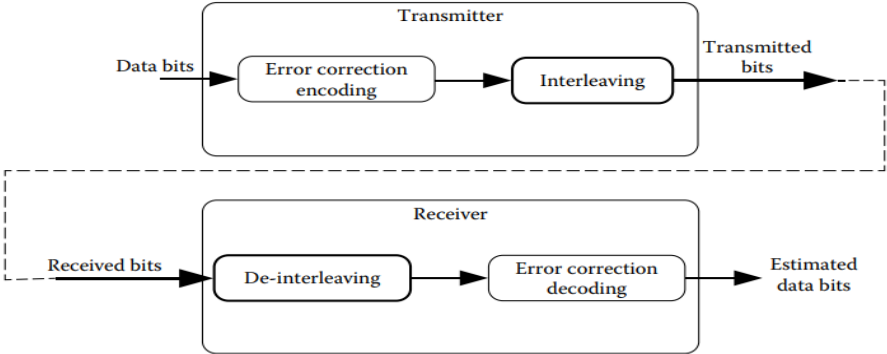 Transmitter
Data bits
Error correction
encoding
Interleaving
Transmitted
bits
Receiver
Received bits
De-interleaving
Error correction
decoding
Estimated
data bits